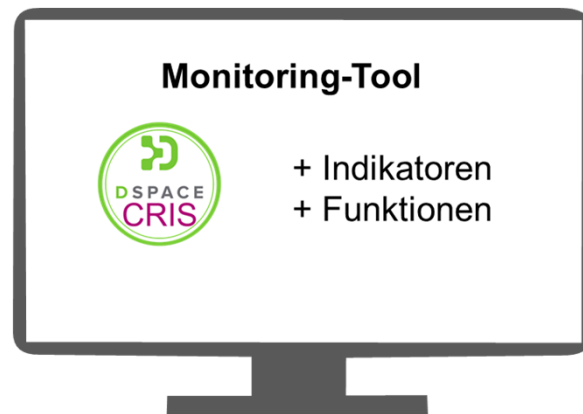 Monitoring-Tool
DSPACE
CRIS
+ Indikatoren
+ Funktionen